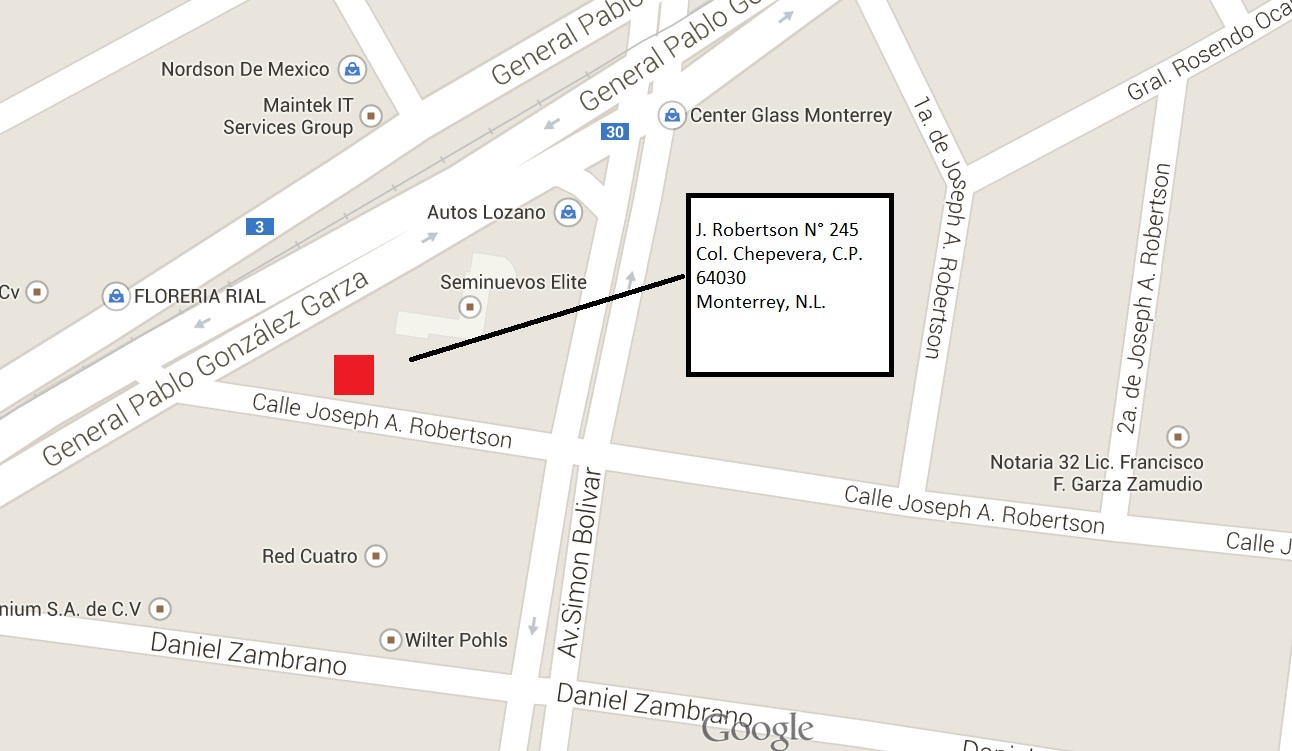 General Pablo
General Pablo Go
Nordson De Mexico
Maintek IT
Services Group
30
Center Glass Monterrey
Gral. Rosendo Oca
1a. de Joseph A. Robertson
2a. de Joseph A. Robertson
Autos Lozano
3
J. Robertson N° 245
Col. Chepevera, C.P.
64030
Monterrey, N.L.
Seminuevos Elite
Cv
FLORERIA RIAL
General Pablo González Garza
Calle Joseph A. Robertson
Notaria 32 Lic. Francisco
F. Garza Zamudio
Calle Joseph A. Robertson
Calle J
Av.Simon Bolivar
Red Cuatro
nium S.A. de C.V
Wilter Pohls
Daniel Zambrano
Daniel Zambrano
Google
Daniel